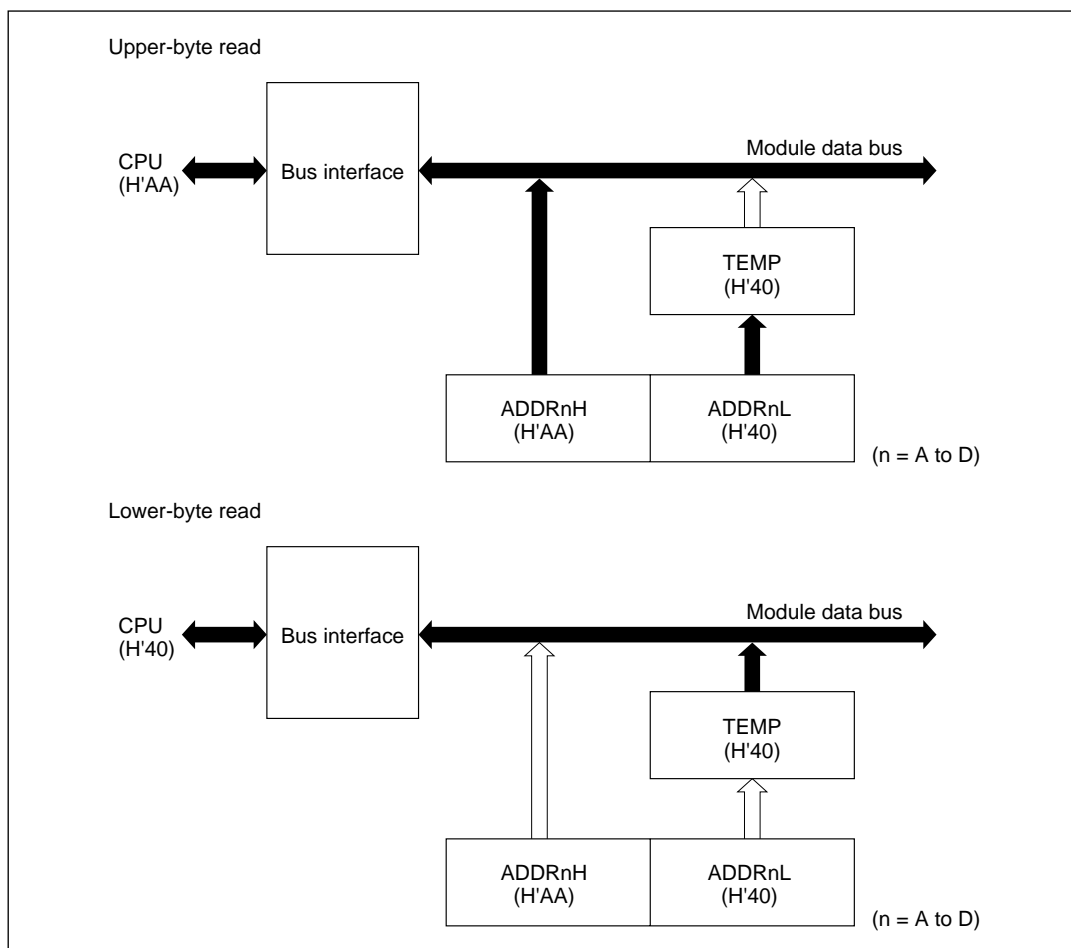 Upper-byte read
CPU
(H'AA)
Bus interface
Module data bus
TEMP
(H'40)
ADDRnH
(H'AA)
ADDRnL
(H'40)
(n = A to D)
Lower-byte read
CPU
(H'40)
Bus interface
Module data bus
TEMP
(H'40)
ADDRnH
(H'AA)
ADDRnL
(H'40)
(n = A to D)